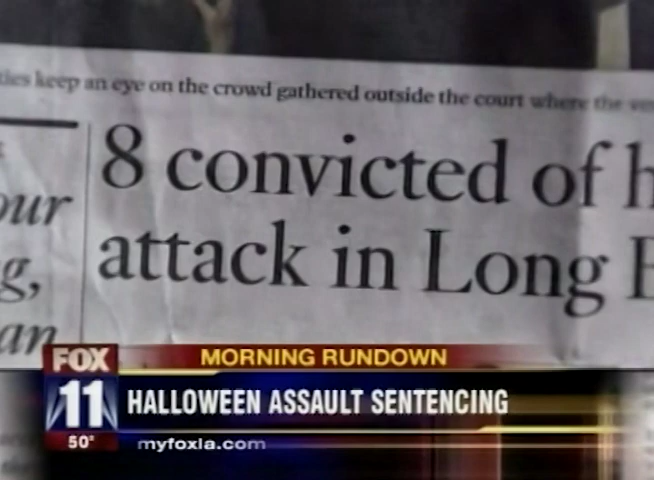 keep an eye on the crowd gathered outside the court where the
8 convicted of h
attack in Long
our
g,
an
FOX
11
50°
MORNING RUNDOWN
HALLOWEEN ASSAULT SENTENCING
myfoxla.com